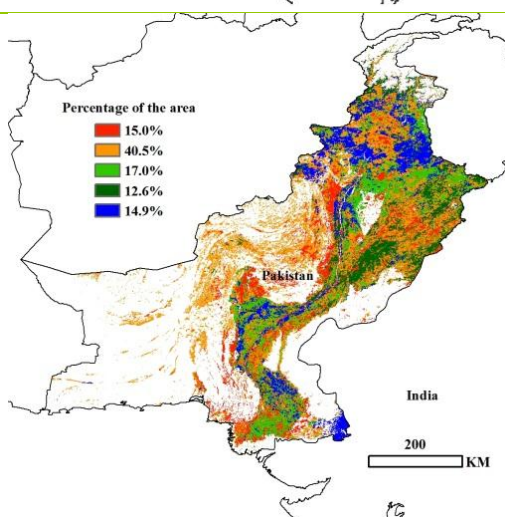 Percentage of the area
15.0%
40.5%
17.0%
12.6%
14.9%
Pakistan
India
200
KM